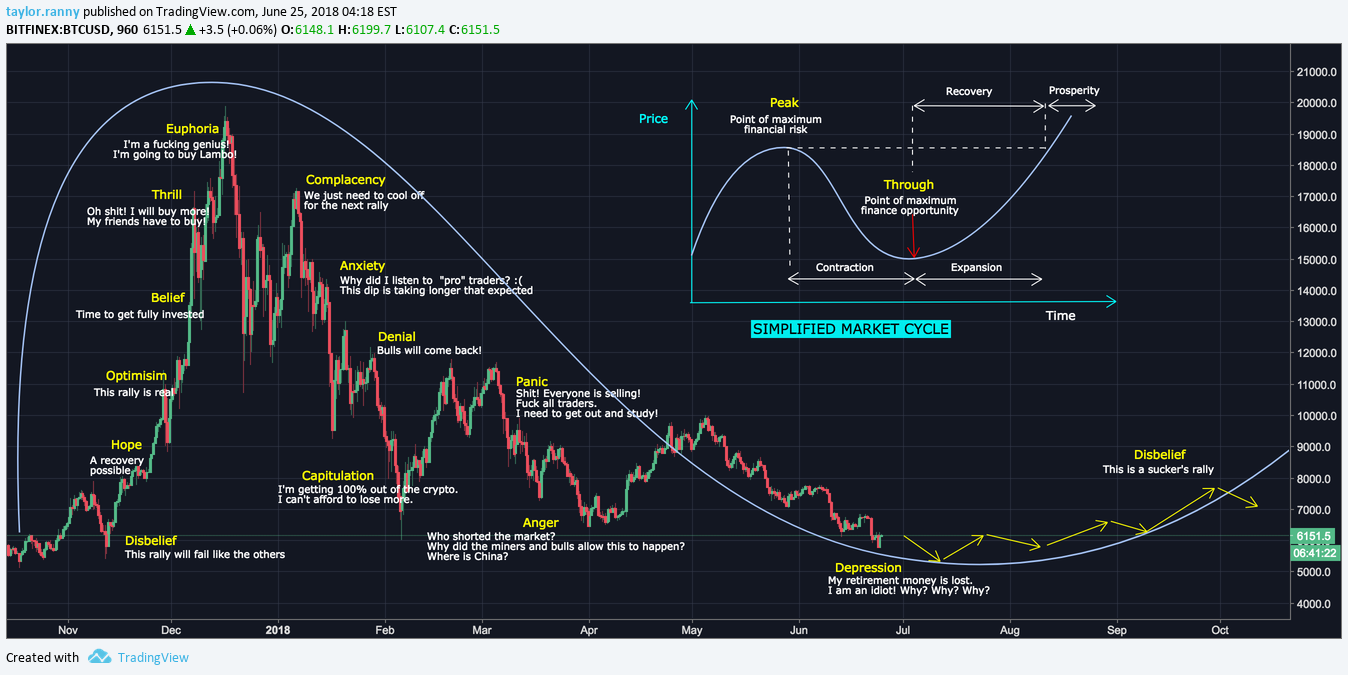 taylor.ranny published on TradingView.com, June 25, 2018 04:18 EST
BITFINEX:BTCUSD, 960 6151.5 ▲ +3.5 (+0.06%) O:6148.1 H:6199.7 L:6107.4 C:6151.5
Euphoria
I'm a fucking genius!
I'm going to buy Lambo!
Thrill
Oh shit! I will buy more!
My friends have to buy!
Belief
Time to get fully invested
Optimisim
This rally is real
Hope
A recovery
possible
Disbelief
This rally will fail like the others
Complacency
We just need to cool off
for the next rally
Anxiety
Why did I listen to "pro" traders? :(
This dip is taking longer that expected
Denial
Bulls will come back!
Panic
Shit! Everyone is selling!
Fuck all traders.
I need to get out and study!
Capitulation
I'm getting 100% out of the crypto.
I can't afford to lose more.
Anger
Who shorted the market?
Why did the miners and bulls allow this to happen?
Where is China?
Depression
My retirement money is lost.
I am an idiot! Why? Why? Why?
Disbelief
This is a sucker's rally
Price
Peak
Point of maximum
financial risk
Recovery
Prosperity
Through
Point of maximum
finance opportunity
Contraction
Expansion
Time
SIMPLIFIED MARKET CYCLE
21000.0
20000.0
19000.0
18000.0
17000.0
16000.0
15000.0
14000.0
13000.0
12000.0
11000.0
10000.0
9000.0
8000.0
7000.0
6151.5
06:41:22
5000.0
4000.0
Nov Dec 2018 Feb Mar Apr May Jun Jul Aug Sep Oct
Created with TradingView